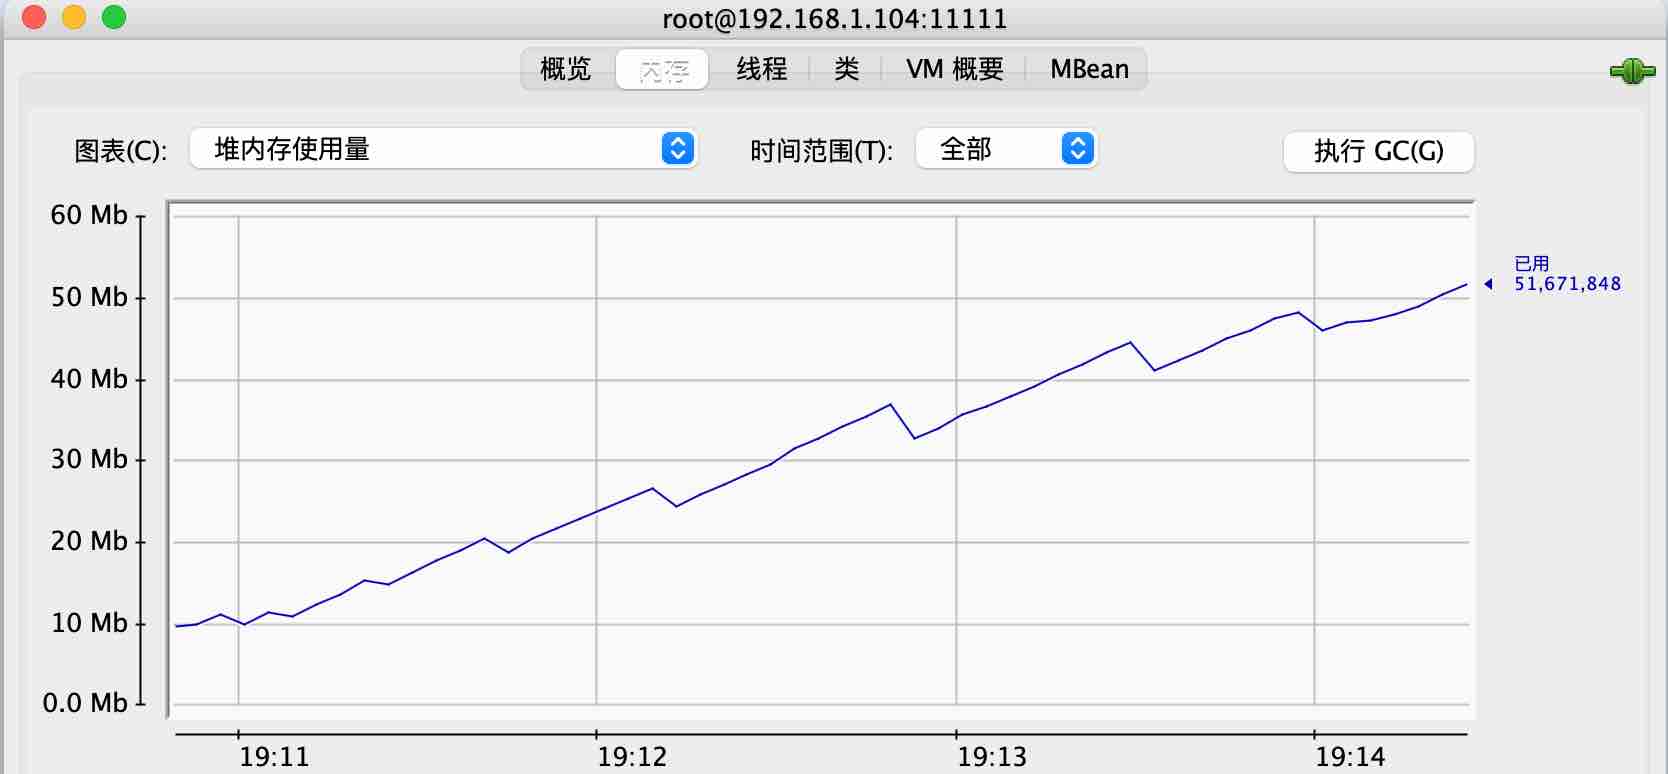 root@192.168.1.104:11111
概览 内存 线程 类 VM 概要 MBean
图表(C): 堆内存使用量 时间范围(T): 全部 执行 GC(G)
60 Mb
已用
51,671,848
50 Mb
40 Mb
30 Mb
20 Mb
10 Mb
0.0 Mb
19:11 19:12 19:13 19:14